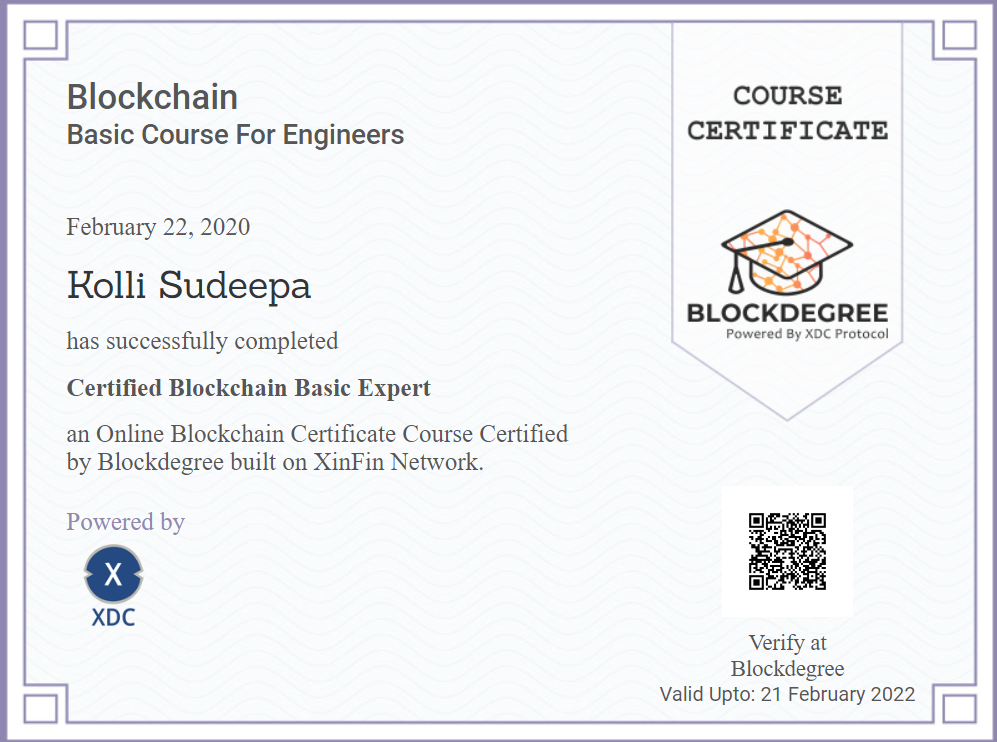 Blockchain
Basic Course For Engineers
February 22, 2020
Kolli Sudeepa
has successfully completed
Certified Blockchain Basic Expert
an Online Blockchain Certificate Course Certified
by Blockdegree built on XinFin Network.
Powered by
X
XDC
COURSE
CERTIFICATE
BLOCKDEGREE
Powered By XDC Protocol
Verify at
Blockdegree
Valid Upto: 21 February 2022